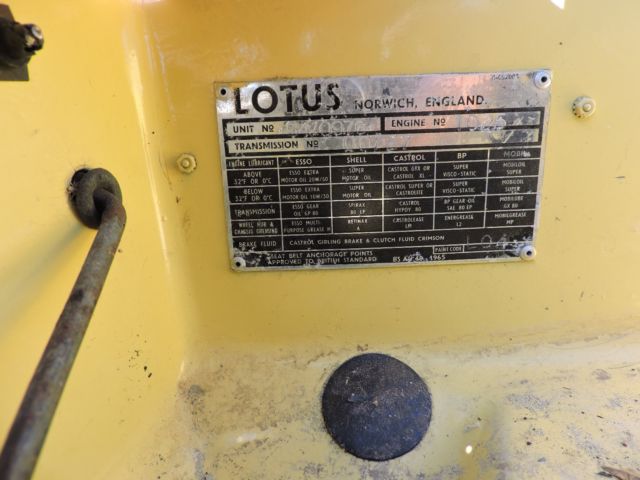 LOTUS NORWICH, ENGLAND.
UNIT No ENGINE No
TRANSMISSION No
ENGINE LUBRICANT ESSO SHELL CASTROL BP MOBIL
ABOVE 32°F OR 0°C ESSO EXTRA MOTOR OIL 20W/40 SUPER MOTOR OIL CASTROL GTX OR CASTROL XL SUPER VISCO-STATIC MOBILOIL SUPER
BELOW 32°F OR 0°C ESSO EXTRA MOTOR OIL SUPER MOTOR OIL CASTROL SUPER OR CASTROLITE SUPER VISCO-STATIC MOBILOIL SUPER
TRANSMISSION ESSO GEAR OIL GP 80 SPIRAX 80 EP CASTROL HYPOY 80 BP GEAR OIL SAE 80 EP MOBILUBE GX 80
WHEEL HUB & CHASSIS GREASING ESSO MULTI-PURPOSE GREASE H RETINAX A CASTROLEASE LM ENERGREASE L2 MOBILGREASE MP
BRAKE FLUID CASTROL GIRLING BRAKE & CLUTCH FLUID CRIMSON PAINT CODE
SEAT BELT ANCHORAGE POINTS
APPROVED TO BRITISH STANDARD BS AU 48. 1965